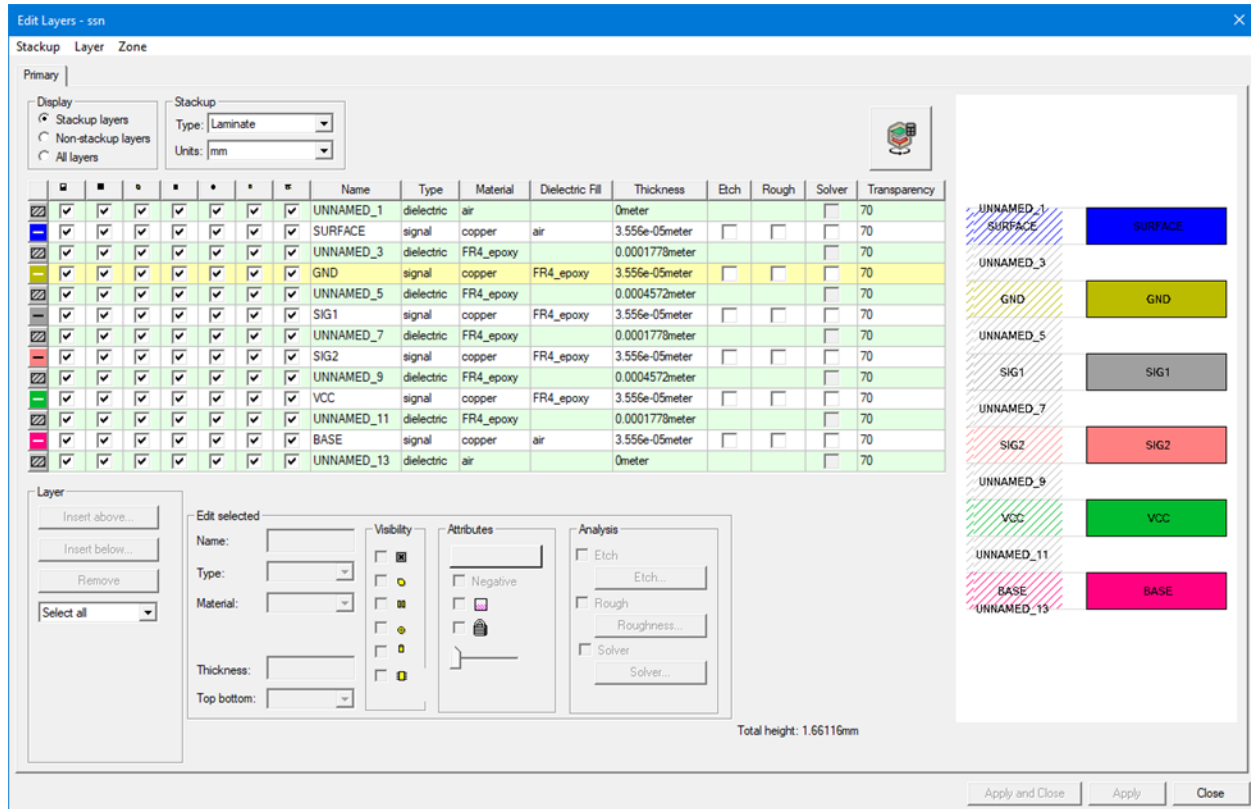 Edit Layers - ssn
Stackup Layer Zone
Primary
Display
Stackup layers
Non-stackup layers
All layers
Stackup
Type: Laminate
Units: mm
Name Type Material Dielectric Fill Thickness Etch Rough Solver Transparency
UNNAMED_1 dielectric air 0meter 70
SURFACE signal copper air 3.556e-05meter 70
UNNAMED_3 dielectric FR4_epoxy 0.0001778meter 70
GND signal copper FR4_epoxy 3.556e-05meter 70
UNNAMED_5 dielectric FR4_epoxy 0.0004572meter 70
SIG1 signal copper FR4_epoxy 3.556e-05meter 70
UNNAMED_7 dielectric FR4_epoxy 0.0001778meter 70
SIG2 signal copper FR4_epoxy 3.556e-05meter 70
UNNAMED_9 dielectric FR4_epoxy 0.0004572meter 70
VCC signal copper FR4_epoxy 3.556e-05meter 70
UNNAMED_11 dielectric FR4_epoxy 0.0001778meter 70
BASE signal copper air 3.556e-05meter 70
UNNAMED_13 dielectric air 0meter 70
UNNAMED_1
SURFACE SURFACE
UNNAMED_3
GND GND
UNNAMED_5
SIG1 SIG1
UNNAMED_7
SIG2 SIG2
UNNAMED_9
VCC VCC
UNNAMED_11
BASE BASE
UNNAMED_13
Layer
Insert above...
Insert below...
Remove
Select all
Edit selected
Name:
Type:
Material:
Thickness:
Top bottom:
Visibility
Attributes
Negative
Analysis
Etch
Etch...
Rough
Roughness...
Solver
Solver...
Total height: 1.66116mm
Apply and Close Apply Close